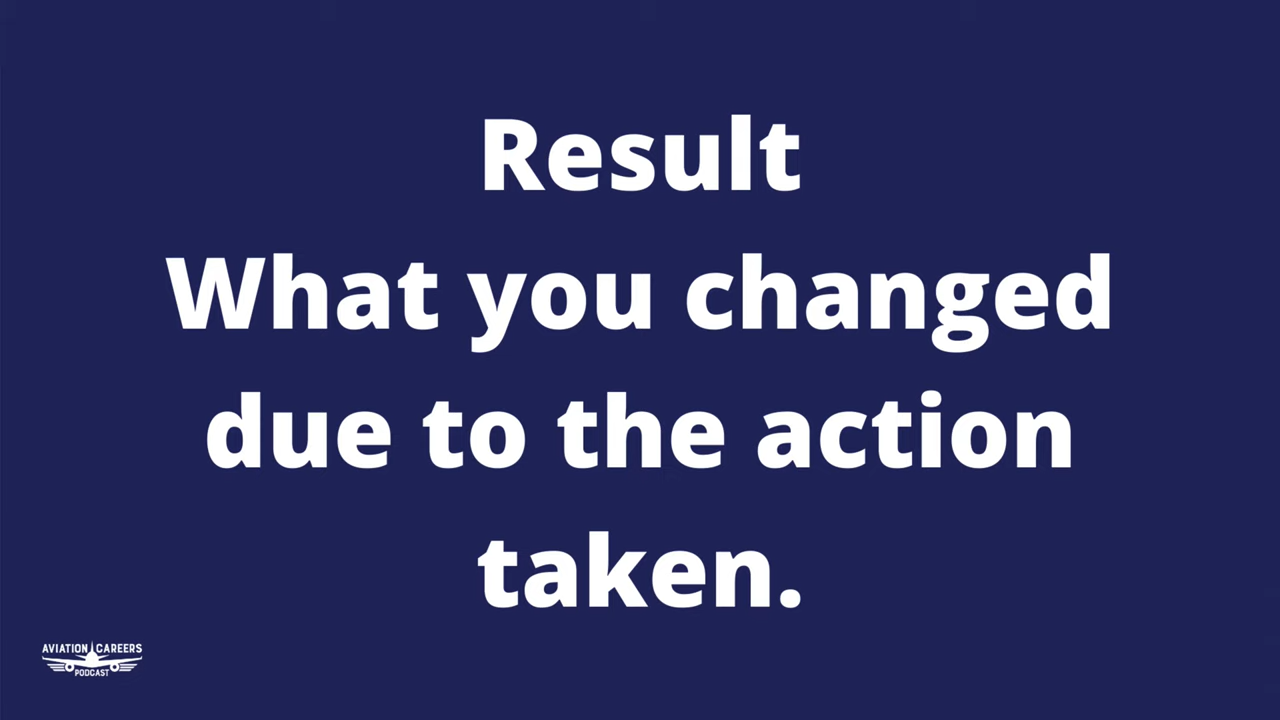 Result
What you changed
due to the action
taken.
AVIATION CAREERS
PODCAST